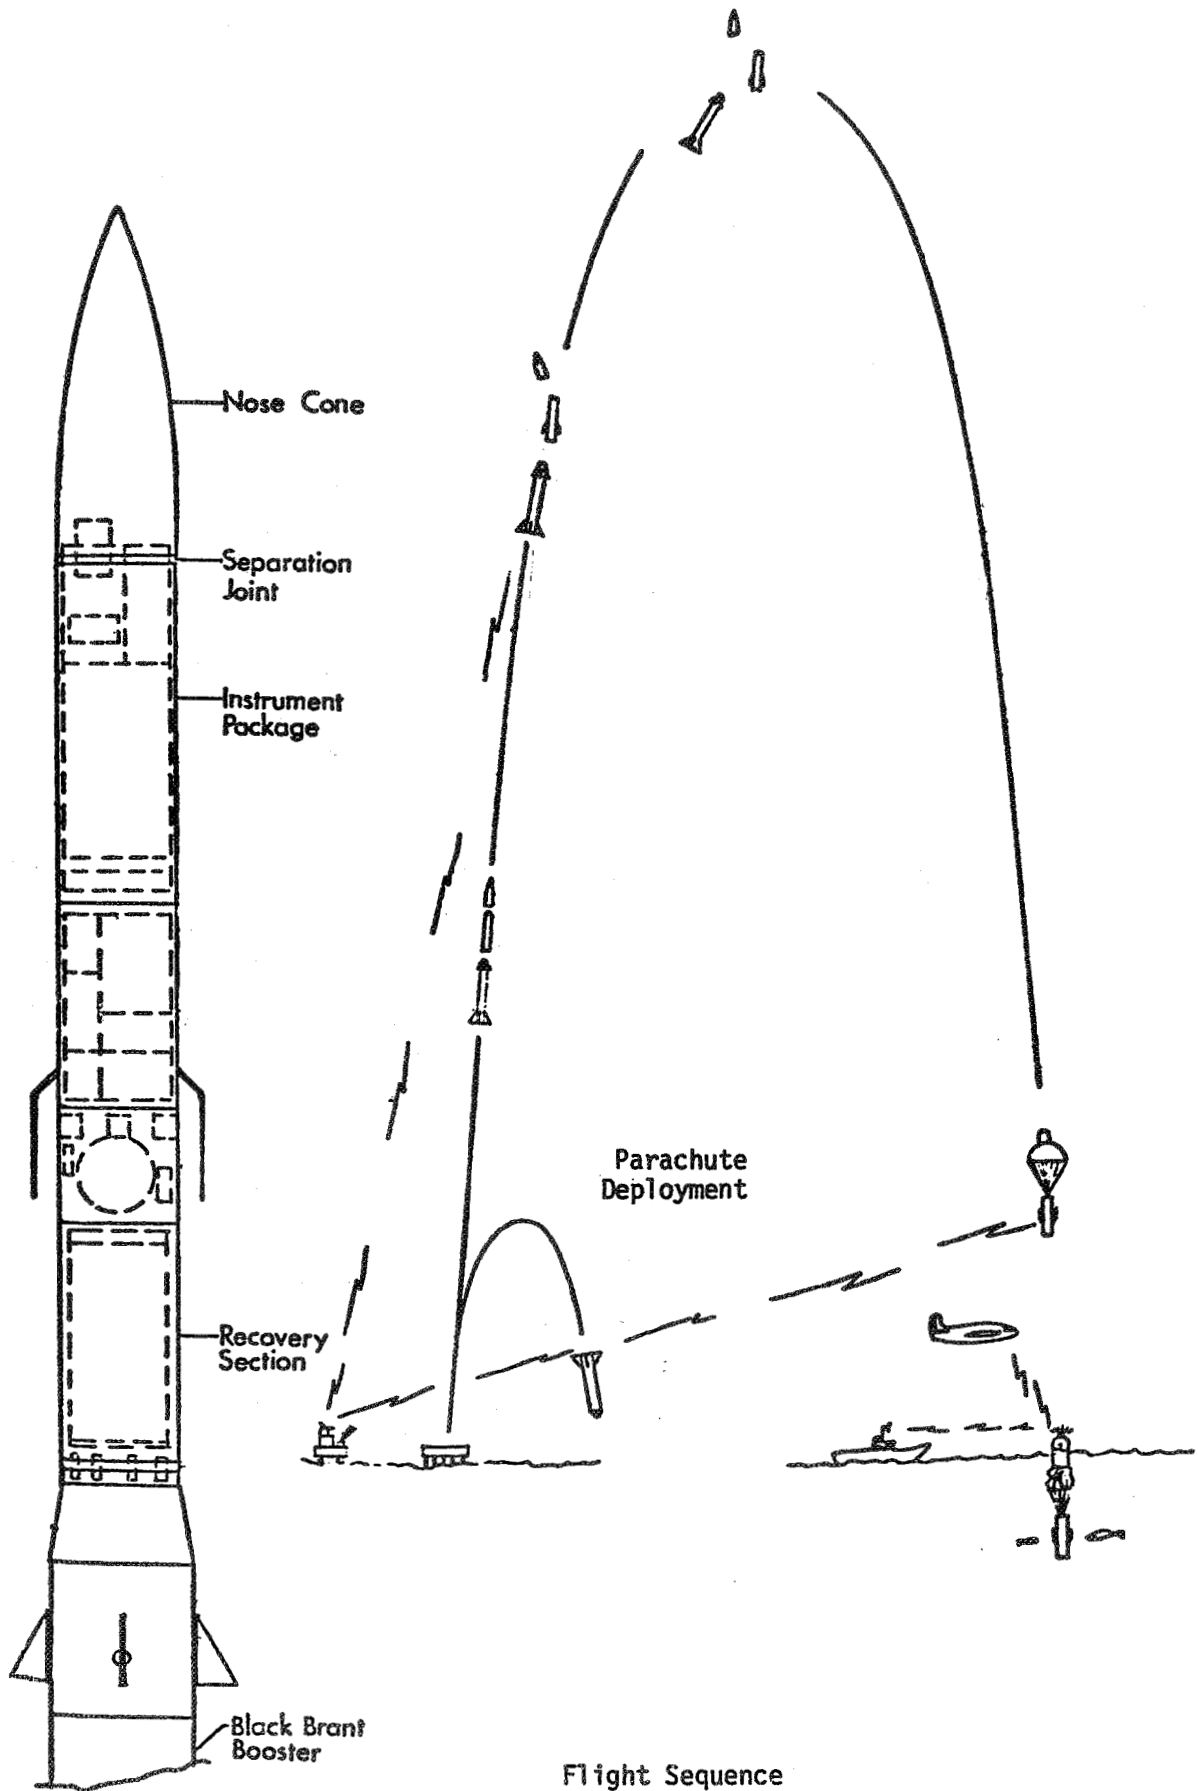 Nose Cone
Separation
Joint
Instrument
Package
Parachute
Deployment
Recovery
Section
Black Brant
Booster
Flight Sequence